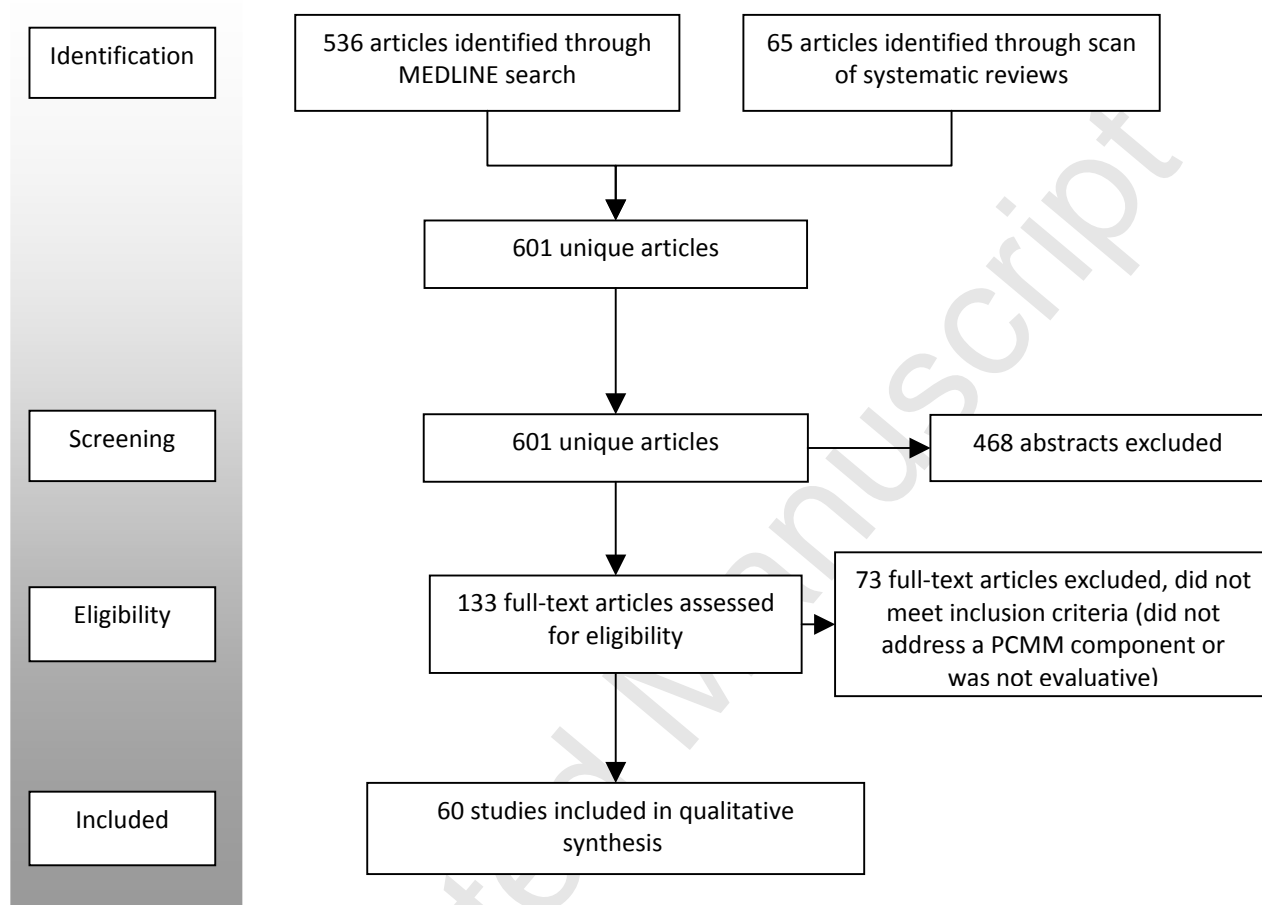 Identification
536 articles identified through
MEDLINE search
65 articles identified through scan
of systematic reviews
601 unique articles
Screening
601 unique articles
468 abstracts excluded
Eligibility
133 full-text articles assessed
for eligibility
73 full-text articles excluded, did not
meet inclusion criteria (did not
address a PCMM component or
was not evaluative)
Included
60 studies included in qualitative
synthesis
ted Manuscript